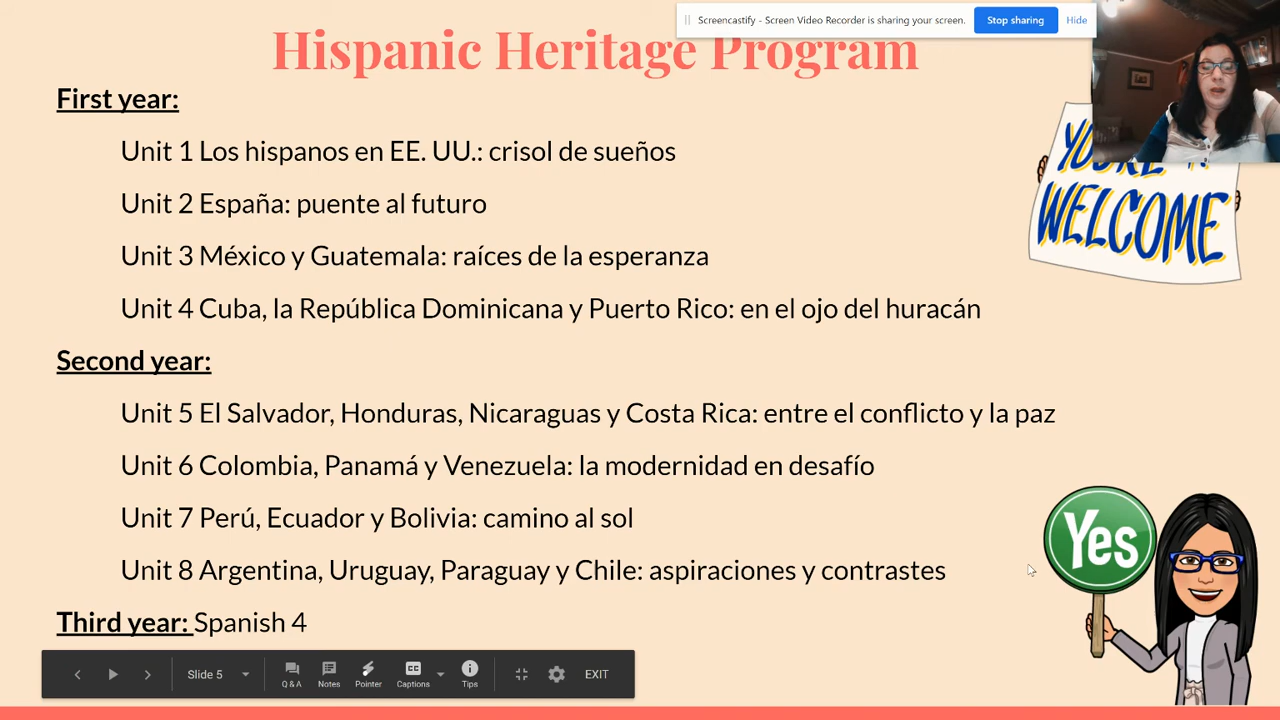 Screencastify - Screen Video Recorder is sharing your screen.
Stop sharing
Hide
Hispanic Heritage Program
First year:
Unit 1 Los hispanos en EE. UU.: crisol de sueños
Unit 2 España: puente al futuro
Unit 3 México y Guatemala: raíces de la esperanza
Unit 4 Cuba, la República Dominicana y Puerto Rico: en el ojo del huracán
Second year:
Unit 5 El Salvador, Honduras, Nicaraguas y Costa Rica: entre el conflicto y la paz
Unit 6 Colombia, Panamá y Venezuela: la modernidad en desafío
Unit 7 Perú, Ecuador y Bolivia: camino al sol
Unit 8 Argentina, Uruguay, Paraguay y Chile: aspiraciones y contrastes
Third year: Spanish 4
WELCOME
Yes
Slide 5
Q & A
Notes
Pointer
CC
Captions
Tips
EXIT